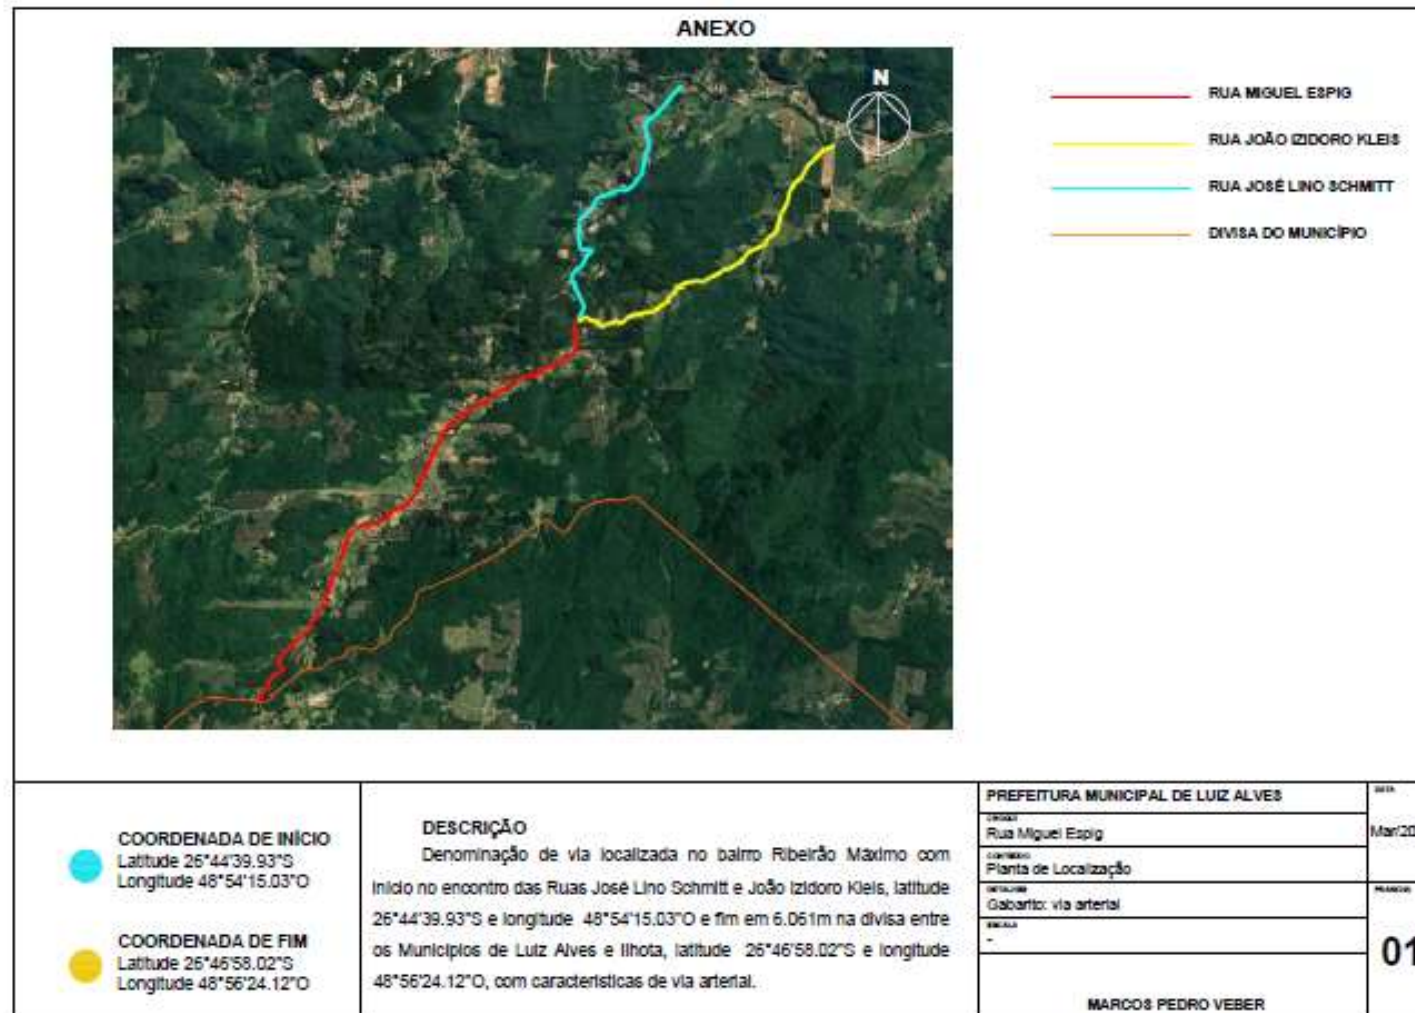 ANEXO
N
RUA MIGUEL ESPIG
RUA JOÃO IZIDORO KLEIS
RUA JOSÉ LINO SCHMITT
DIVISA DO MUNICÍPIO
COORDENADA DE INÍCIO
Latitude 26°44'39.93"S
Longitude 48°54'15.03"O
COORDENADA DE FIM
Latitude 26°46'58.02"S
Longitude 48°56'24.12"O
DESCRIÇÃO
Denominação de via localizada no bairro Ribeirão Máximo com
início no encontro das Ruas José Lino Schmitt e João Izidoro Kleis, latitude
26°44'39.93"S e longitude 48°54'15.03"O e fim em 6.061m na divisa entre
os Municípios de Luiz Alves e Ilhota, latitude 26°46'58.02"S e longitude
48°56'24.12"O, com características de via arterial.
PREFEITURA MUNICIPAL DE LUIZ ALVES
Rua Miguel Espig
CONTEÚDO
Planta de Localização
DETALHES
Gabarito: via arterial
ESCALA
-
MARCOS PEDRO VEBER
DATA
Mar/20
01